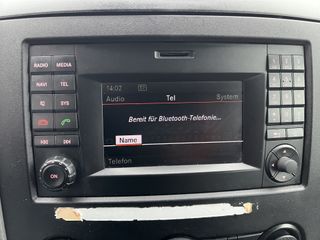 RADIO MEDIA
NAVI TEL
SYS
14:02
Audio Tel System
Bereit für Bluetooth-Telefonie...
Name
Telefon
ON